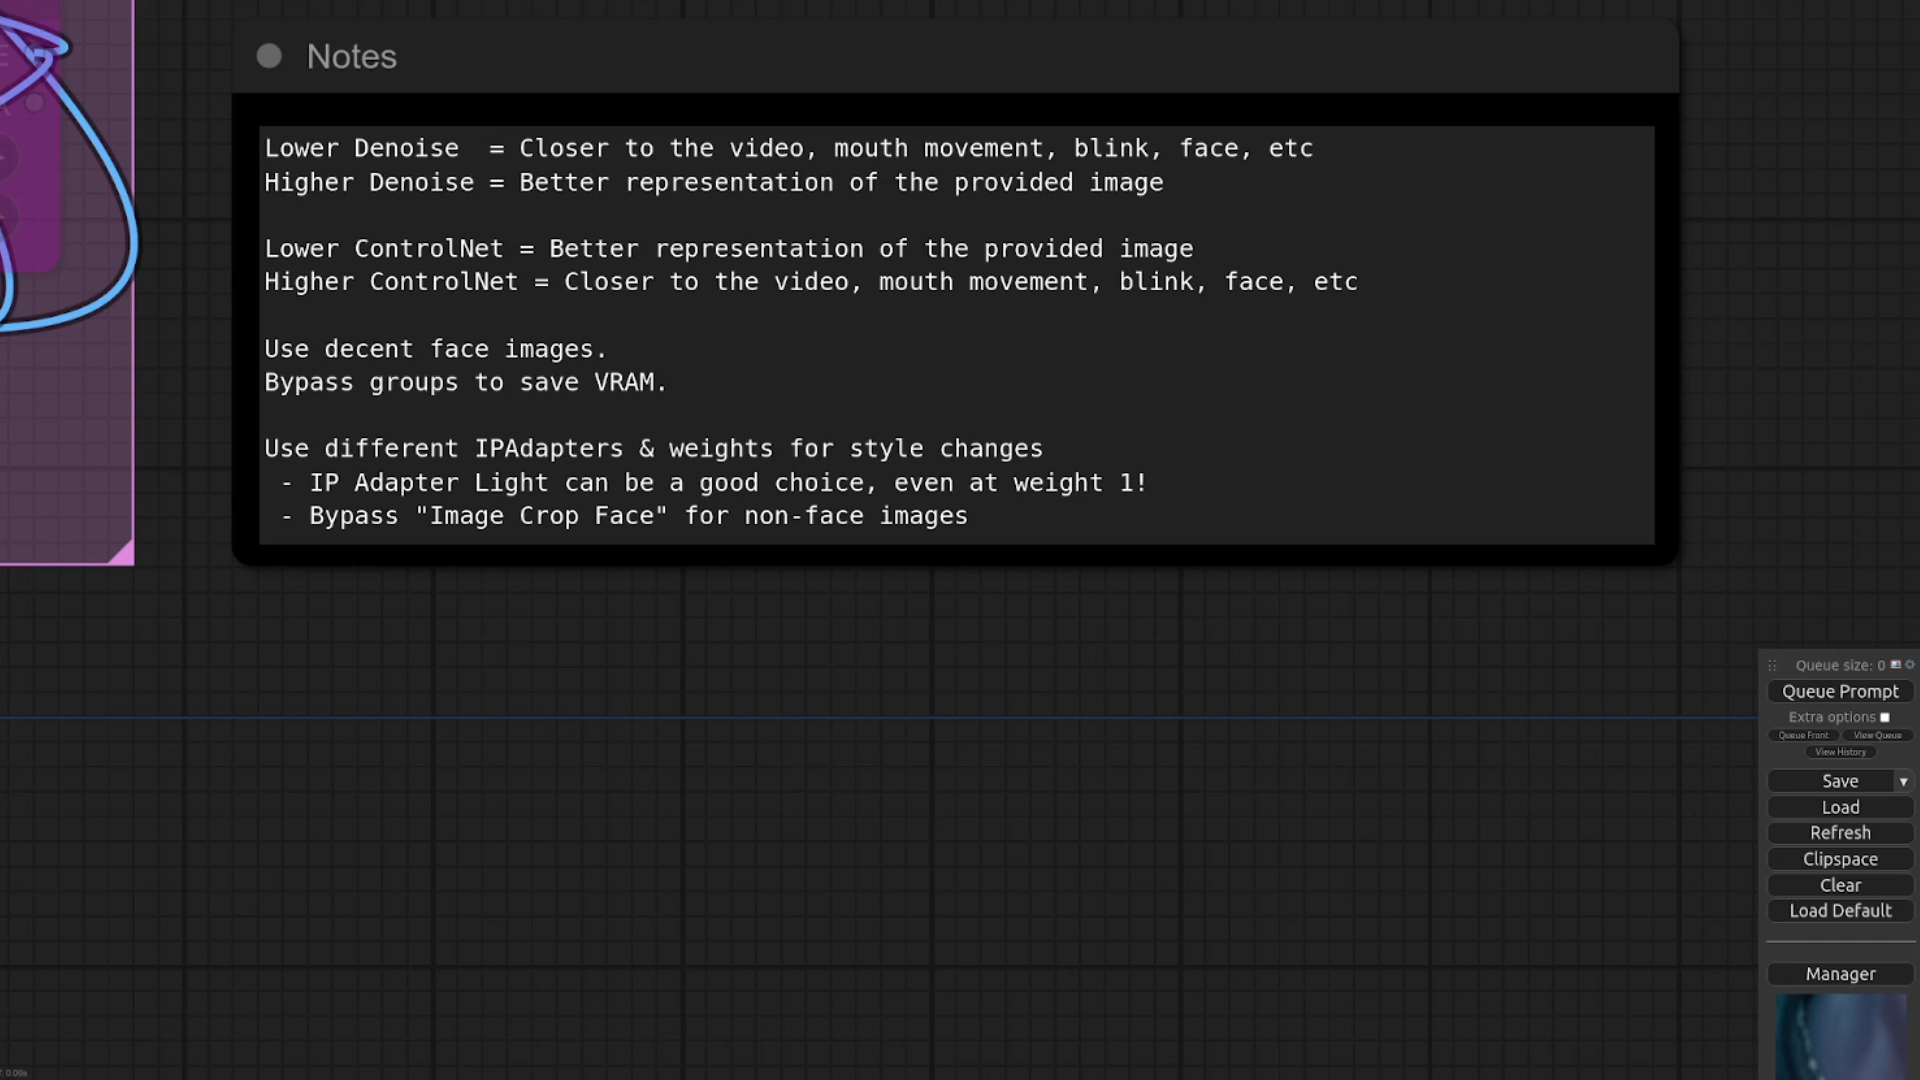 Notes
Lower Denoise  = Closer to the video, mouth movement, blink, face, etc
Higher Denoise = Better representation of the provided image
Lower ControlNet = Better representation of the provided image
Higher ControlNet = Closer to the video, mouth movement, blink, face, etc
Use decent face images.
Bypass groups to save VRAM.
Use different IPAdapters & weights for style changes
- IP Adapter Light can be a good choice, even at weight 1!
- Bypass "Image Crop Face" for non-face images
Queue size: 0
Queue Prompt
Extra options
Queue Front View Queue
View History
Save
Load
Refresh
Clipspace
Clear
Load Default
Manager
T: 0.00s